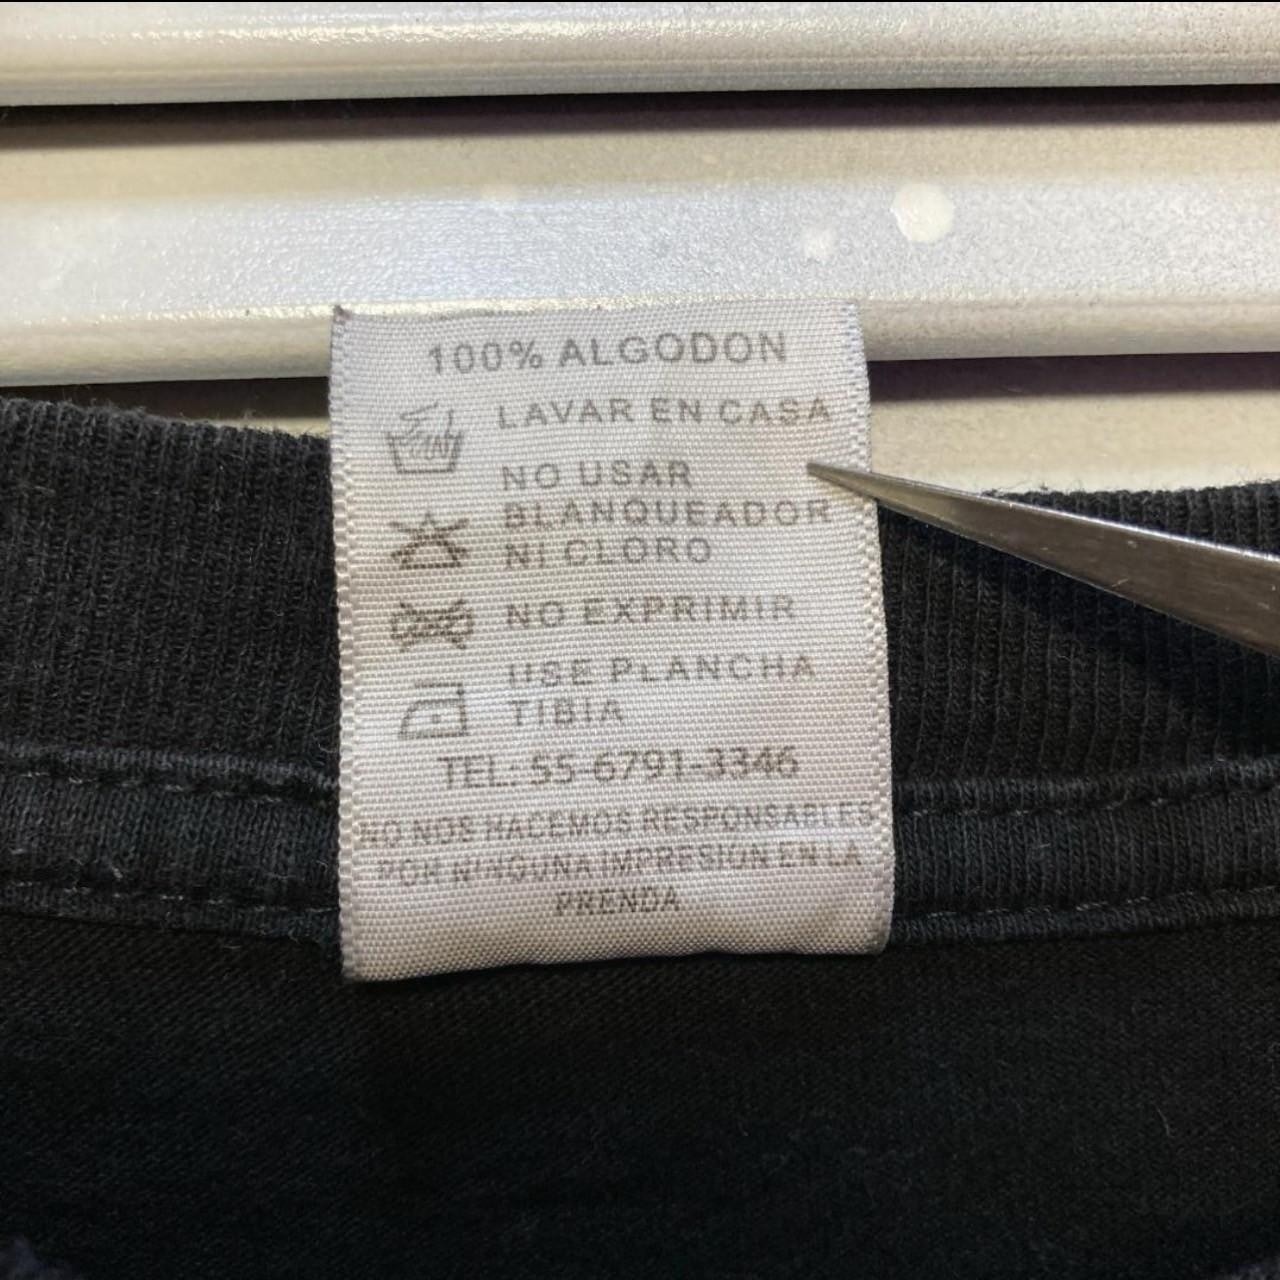 100% ALGODON
LAVAR EN CASA
NO USAR
BLANQUEADOR
NI CLORO
NO EXPRIMIR
USE PLANCHA
TIBIA
TEL: 55-6791-3346
NO NOS HACEMOS RESPONSABLES
POR NINGUNA IMPRESIÓN EN LA
PRENDA